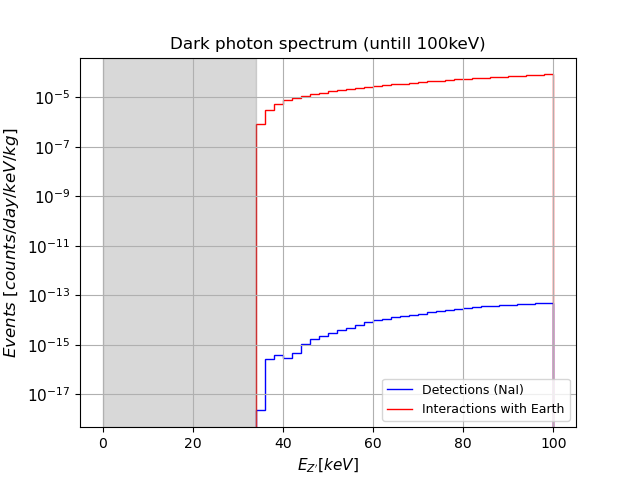 Dark photon spectrum (untill 100keV)
Events [counts/day/keV/kg]
10⁻⁵
10⁻⁷
10⁻⁹
10⁻¹¹
10⁻¹³
10⁻¹⁵
10⁻¹⁷
Detections (NaI)
Interactions with Earth
0 20 40 60 80 100
E_{Z'}[keV]